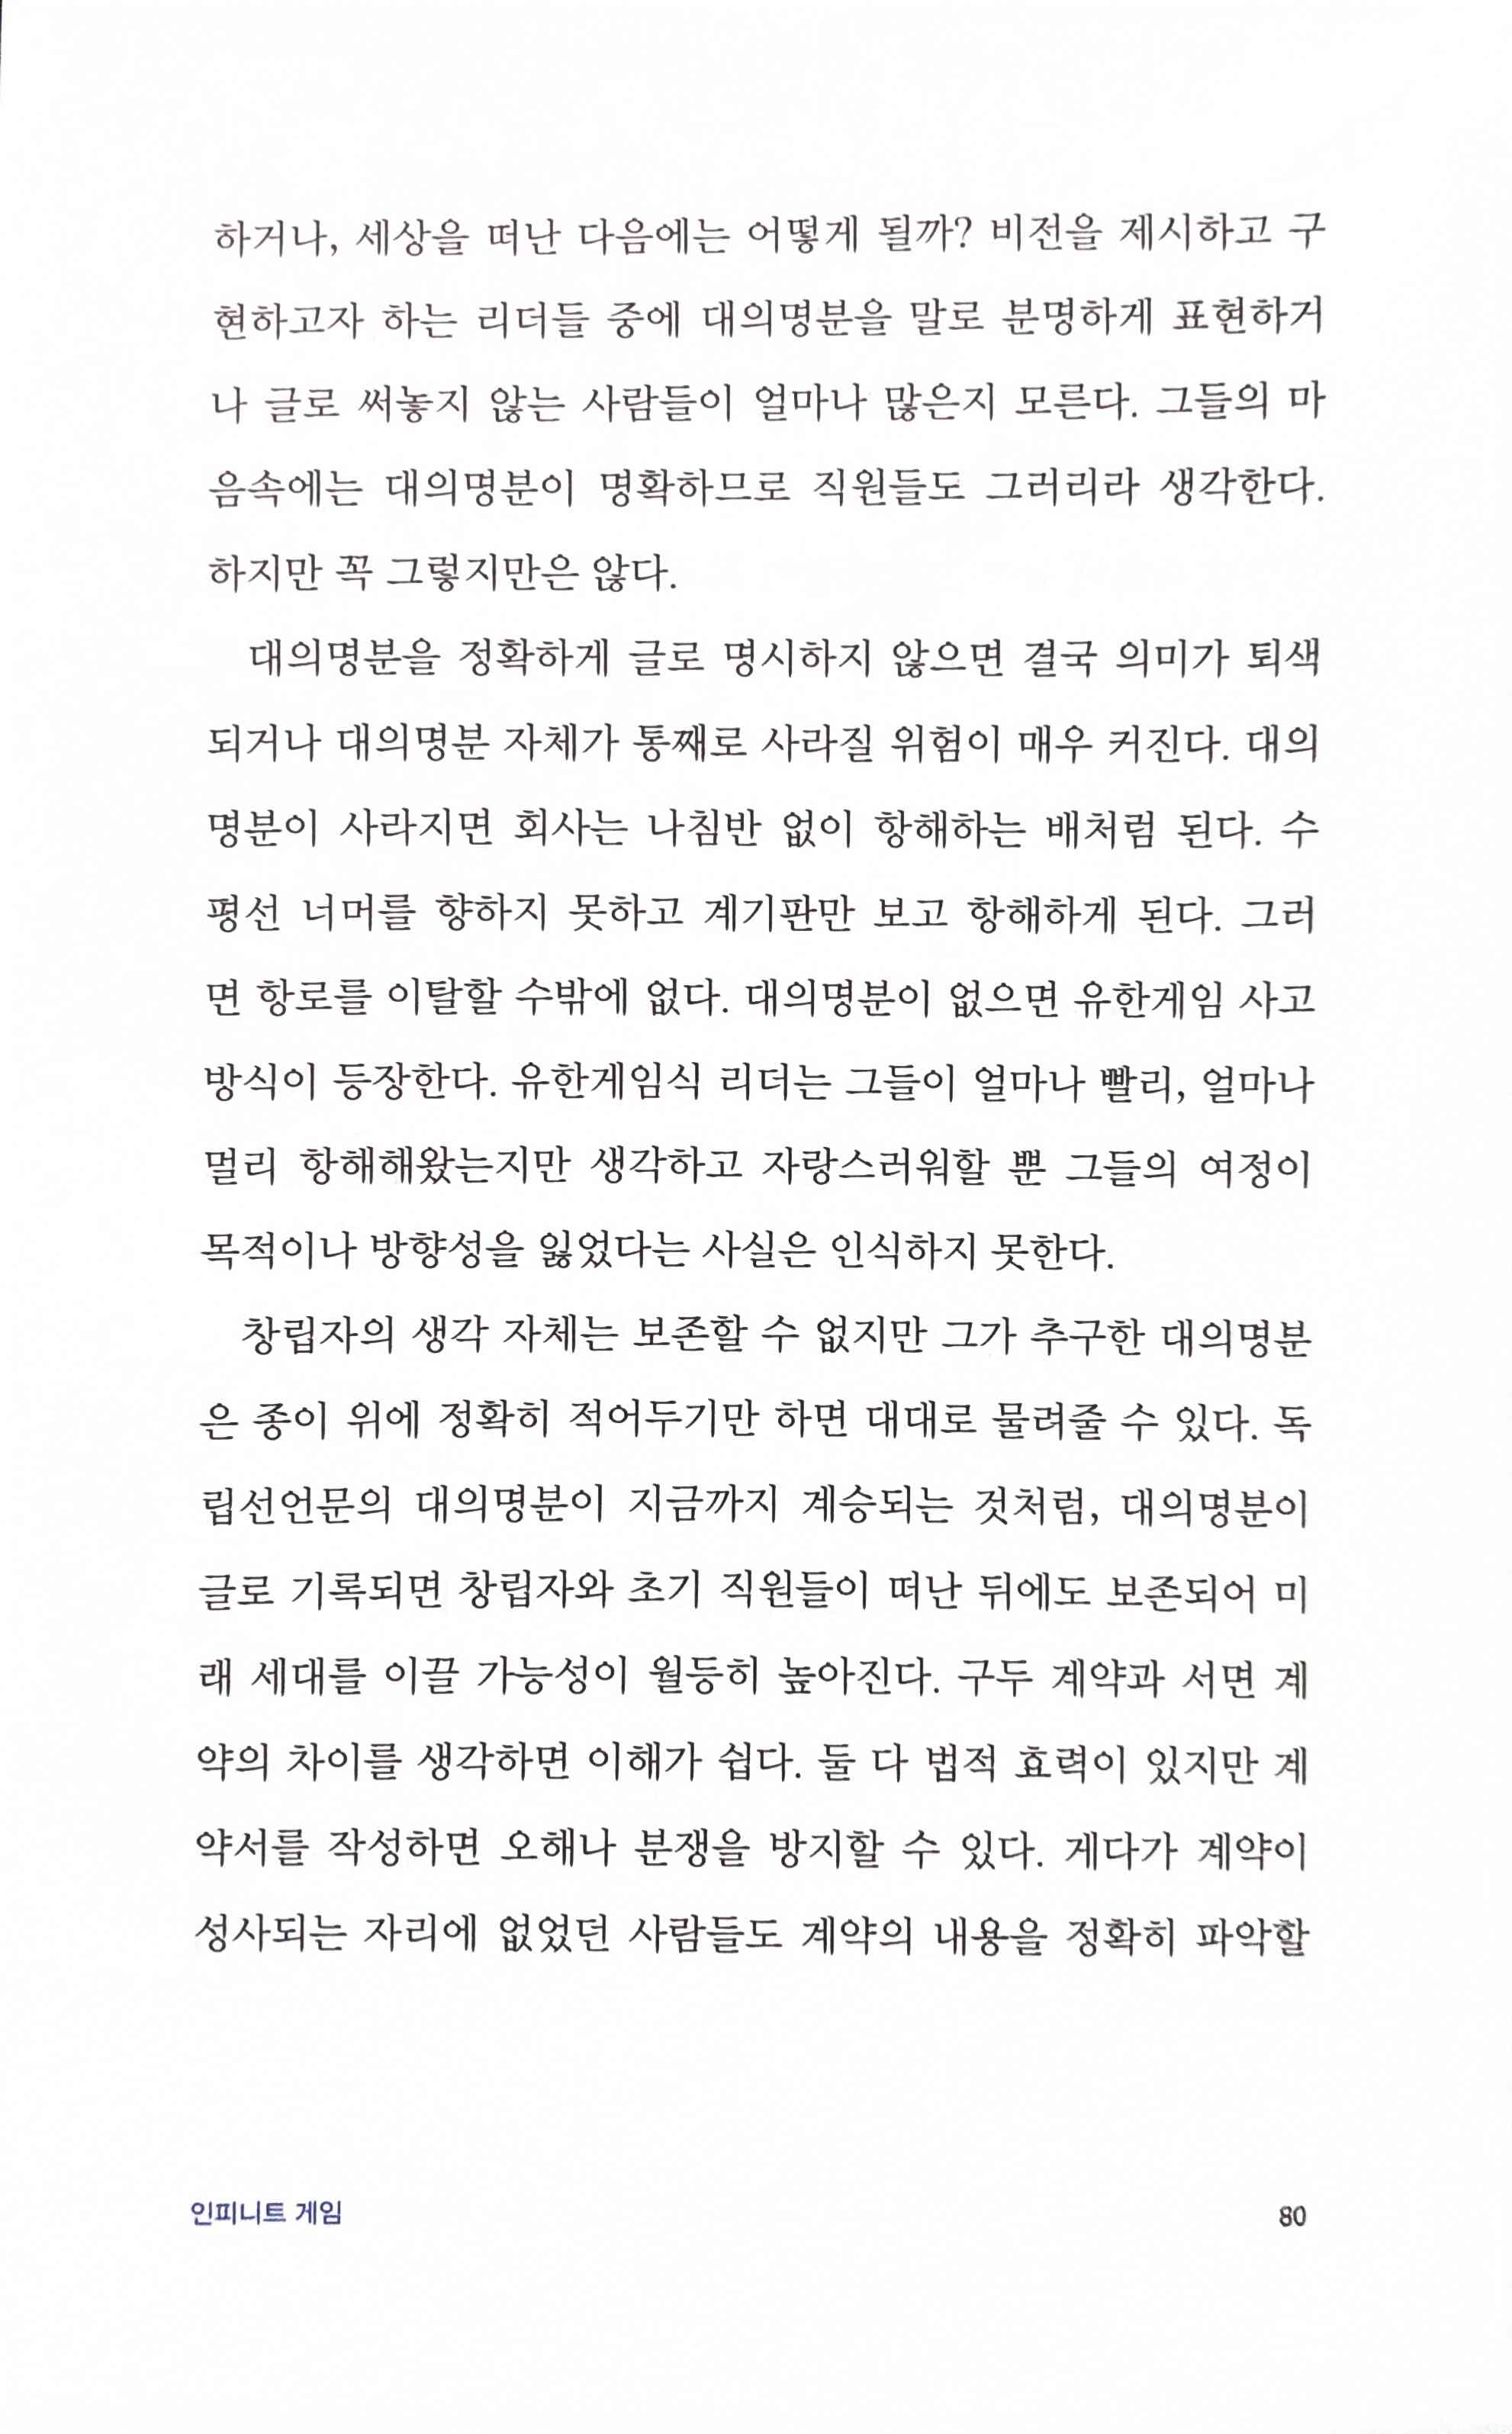 하거나, 세상을 떠난 다음에는 어떻게 될까? 비전을 제시하고 구
현하고자 하는 리더들 중에 대의명분을 말로 분명하게 표현하거
나 글로 써놓지 않는 사람들이 얼마나 많은지 모른다. 그들의 마
음속에는 대의명분이 명확하므로 직원들도 그러리라 생각한다.
하지만 꼭 그렇지만은 않다.
대의명분을 정확하게 글로 명시하지 않으면 결국 의미가 퇴색
되거나 대의명분 자체가 통째로 사라질 위험이 매우 커진다. 대의
명분이 사라지면 회사는 나침반 없이 항해하는 배처럼 된다. 수
평선 너머를 향하지 못하고 계기판만 보고 항해하게 된다. 그러
면 항로를 이탈할 수밖에 없다. 대의명분이 없으면 유한게임 사고
방식이 등장한다. 유한게임식 리더는 그들이 얼마나 빨리, 얼마나
멀리 항해해왔는지만 생각하고 자랑스러워할 뿐 그들의 여정이
목적이나 방향성을 잃었다는 사실은 인식하지 못한다.
창립자의 생각 자체는 보존할 수 없지만 그가 추구한 대의명분
은 종이 위에 정확히 적어두기만 하면 대대로 물려줄 수 있다. 독
립선언문의 대의명분이 지금까지 계승되는 것처럼, 대의명분이
글로 기록되면 창립자와 초기 직원들이 떠난 뒤에도 보존되어 미
래 세대를 이끌 가능성이 월등히 높아진다. 구두 계약과 서면 계
약의 차이를 생각하면 이해가 쉽다. 둘 다 법적 효력이 있지만 계
약서를 작성하면 오해나 분쟁을 방지할 수 있다. 게다가 계약이
성사되는 자리에 없었던 사람들도 계약의 내용을 정확히 파악할
인피니트 게임
80